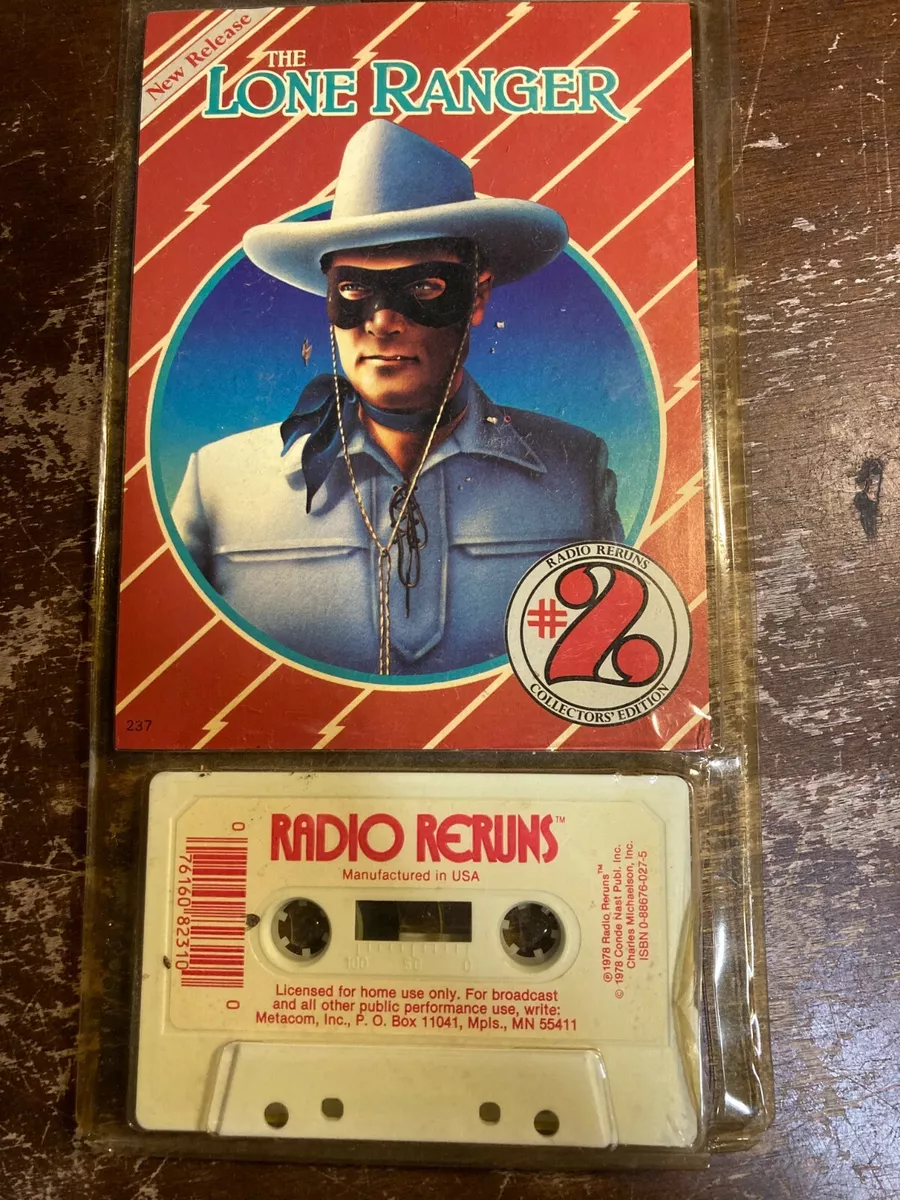 New Release
THE
LONE RANGER
RADIO RERUNS
#2
COLLECTORS' EDITION
237
RADIO RERUNS™
Manufactured in USA
0 76160 82310 0
100 50 0
Licensed for home use only. For broadcast
and all other public performance use, write:
Metacom, Inc., P. O. Box 11041, Mpls., MN 55411
℗1978 Radio Reruns™
© 1978 Conde Nast Publ. Inc.
Charles Michaelson, Inc.
ISBN 0-88676-027-5